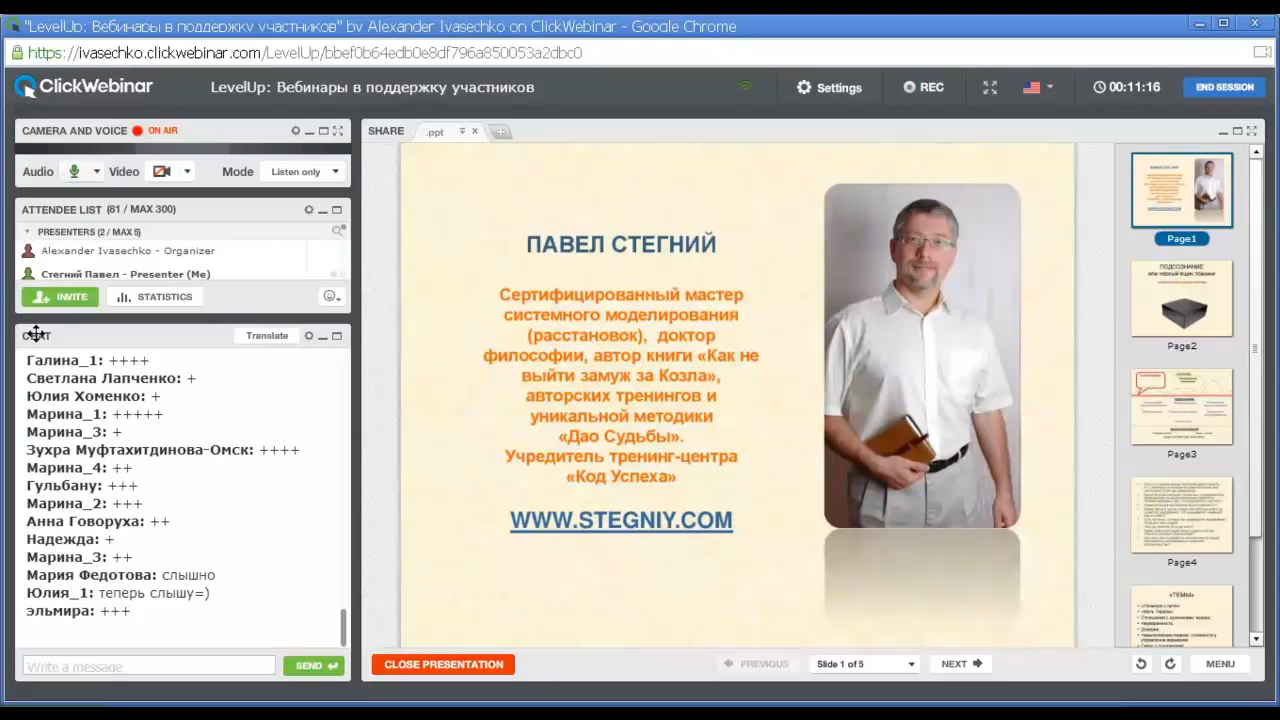 "LevelUp: Вебинары в поддержку участников" by Alexander Ivasechko on ClickWebinar - Google Chrome
https://ivasechko.clickwebinar.com/LevelUp/bbef0b64edb0e8df796a850053a2dbc0
ClickWebinar
LevelUp: Вебинары в поддержку участников
Settings
REC
00:11:16
END SESSION
CAMERA AND VOICE
ON AIR
Audio
Video
Mode
Listen only
ATTENDEE LIST (81 / MAX 300)
PRESENTERS (2 / MAX 5)
Alexander Ivasechko - Organizer
Стегний Павел - Presenter (Me)
INVITE
STATISTICS
Translate
Галина_1: ++++
Светлана Лапченко: +
Юлия Хоменко: +
Марина_1: +++++
Марина_3: +
Зухра Муфтахитдинова-Омск: ++++
Марина_4: ++
Гульбану: +++
Марина_2: +++
Анна Говоруха: ++
Надежда: +
Марина_3: ++
Мария Федотова: слышно
Юлия_1: теперь слышу=)
эльмира: +++
Write a message
SEND
SHARE
.ppt
ПАВЕЛ СТЕГНИЙ
Сертифицированный мастер
системного моделирования
(расстановок), доктор
философии, автор книги «Как не
выйти замуж за Козла»,
авторских тренингов и
уникальной методики
«Дао Судьбы».
Учредитель тренинг-центра
«Код Успеха»
WWW.STEGNIY.COM
CLOSE PRESENTATION
PREVIOUS
Slide 1 of 5
NEXT
MENU
Page1
ПОДСОЗНАНИЕ:
или черный ящик психики
Page2
Page3
Page4
«ТЕМЫ»